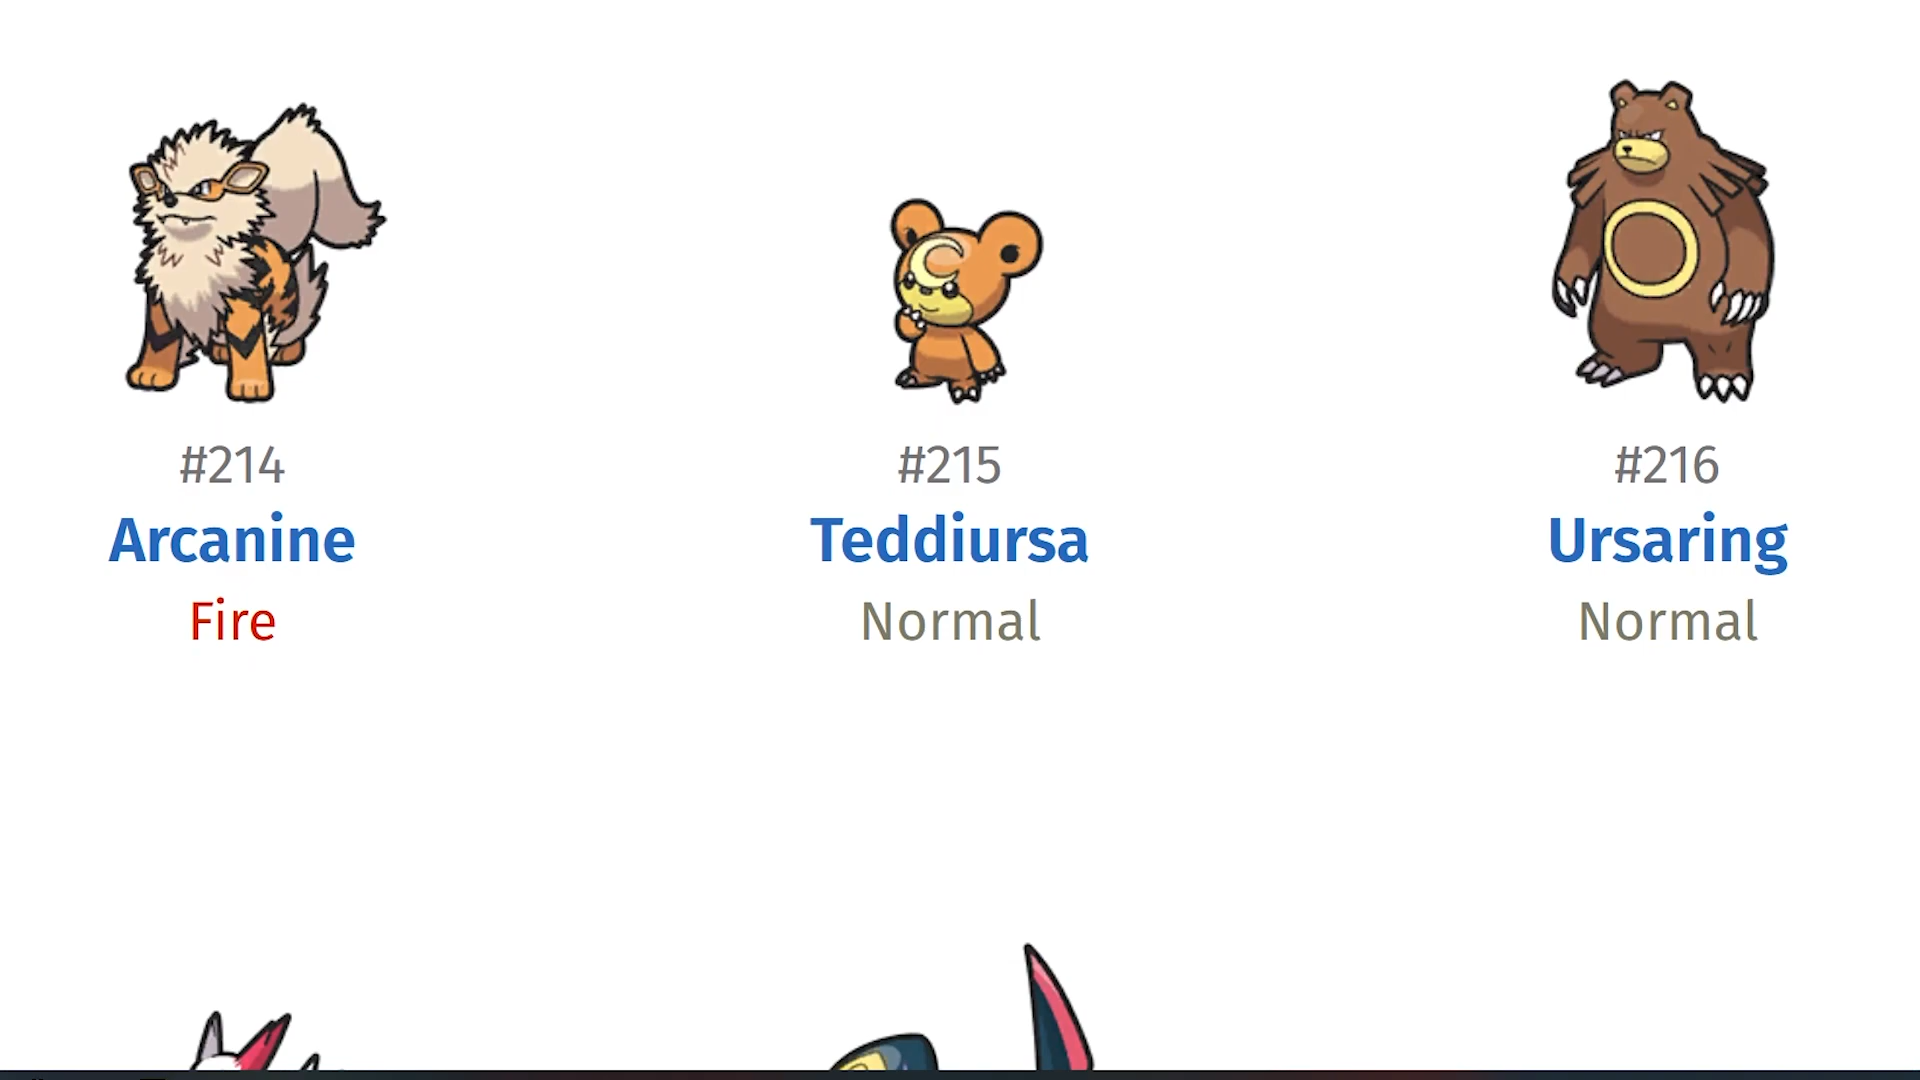 #214
Arcanine
Fire
#215
Teddiursa
Normal
#216
Ursaring
Normal